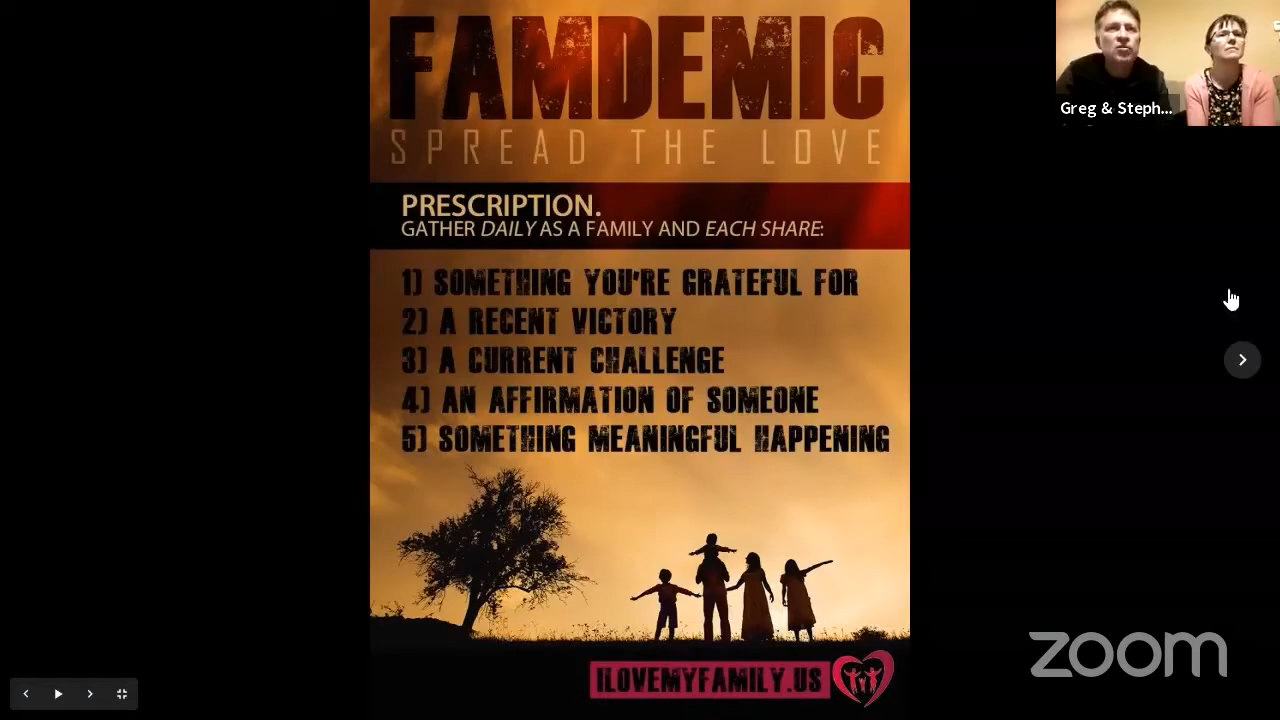 FAMDEMIC
SPREAD THE LOVE
PRESCRIPTION.
GATHER DAILY AS A FAMILY AND EACH SHARE:
1) SOMETHING YOU'RE GRATEFUL FOR
2) A RECENT VICTORY
3) A CURRENT CHALLENGE
4) AN AFFIRMATION OF SOMEONE
5) SOMETHING MEANINGFUL HAPPENING
ILOVEMYFAMILY.US
Greg & Steph...
zoom